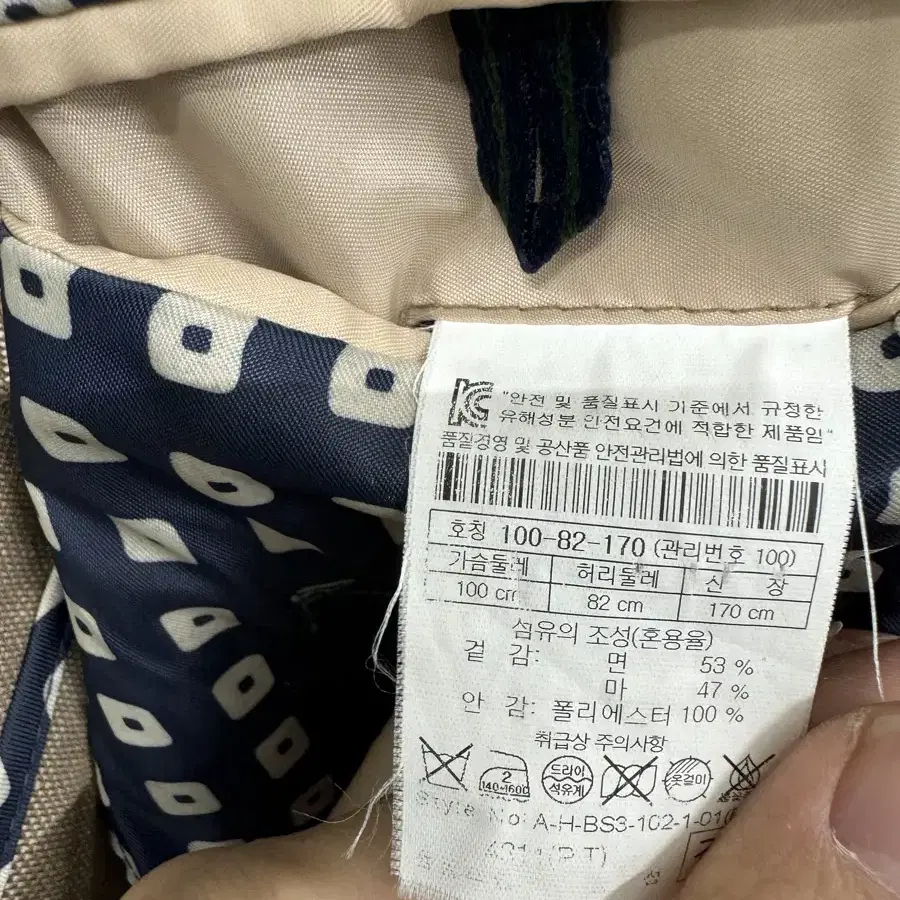 "안전 및 품질표시 기준에서 규정한
유해성분 안전요건에 적합한 제품임"
품질경영 및 공산품 안전관리법에 의한 품질표시
호칭 100-82-170 (관리번호 100)
가슴둘레 허리둘레 신 장
100 cm 82 cm 170 cm
섬유의 조성(혼용율)
겉 감: 면 53 %
마 47 %
안 감: 폴리에스터 100 %
취급상 주의사항
2 드라이 옷걸이
140~160℃ 석유계
Style No: A-H-BS3-102-1-01